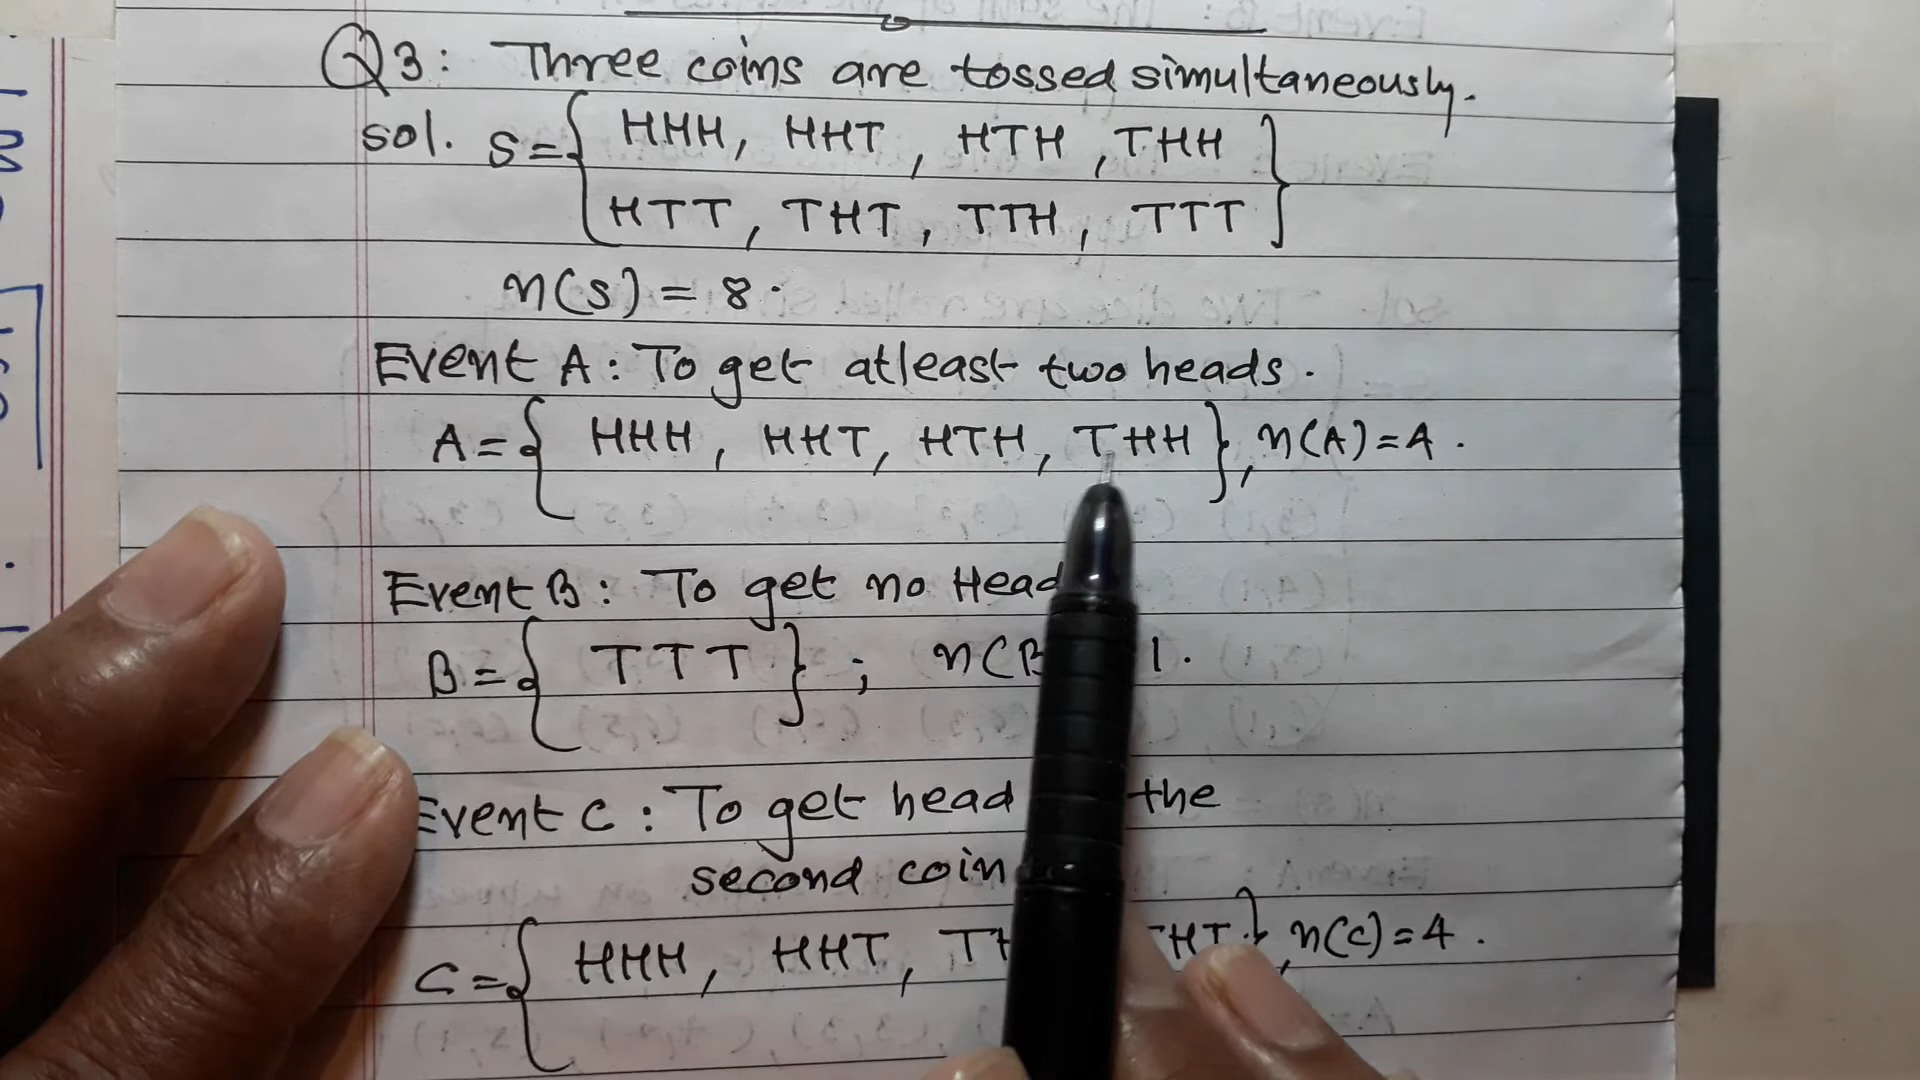 Q3: Three coins are tossed simultaneously.
sol. S={ HHH, HHT, HTH, THH
HTT, THT, TTH, TTT }
n(S) = 8.
Event A: To get atleast two heads.
A={ HHH, HHT, HTH, THH }, n(A)=4.
Event B: To get no
B={ TTT }; n(B 1.
Event C: To get head the
second coin
C={ HHH, HHT, }, n(C)=4.